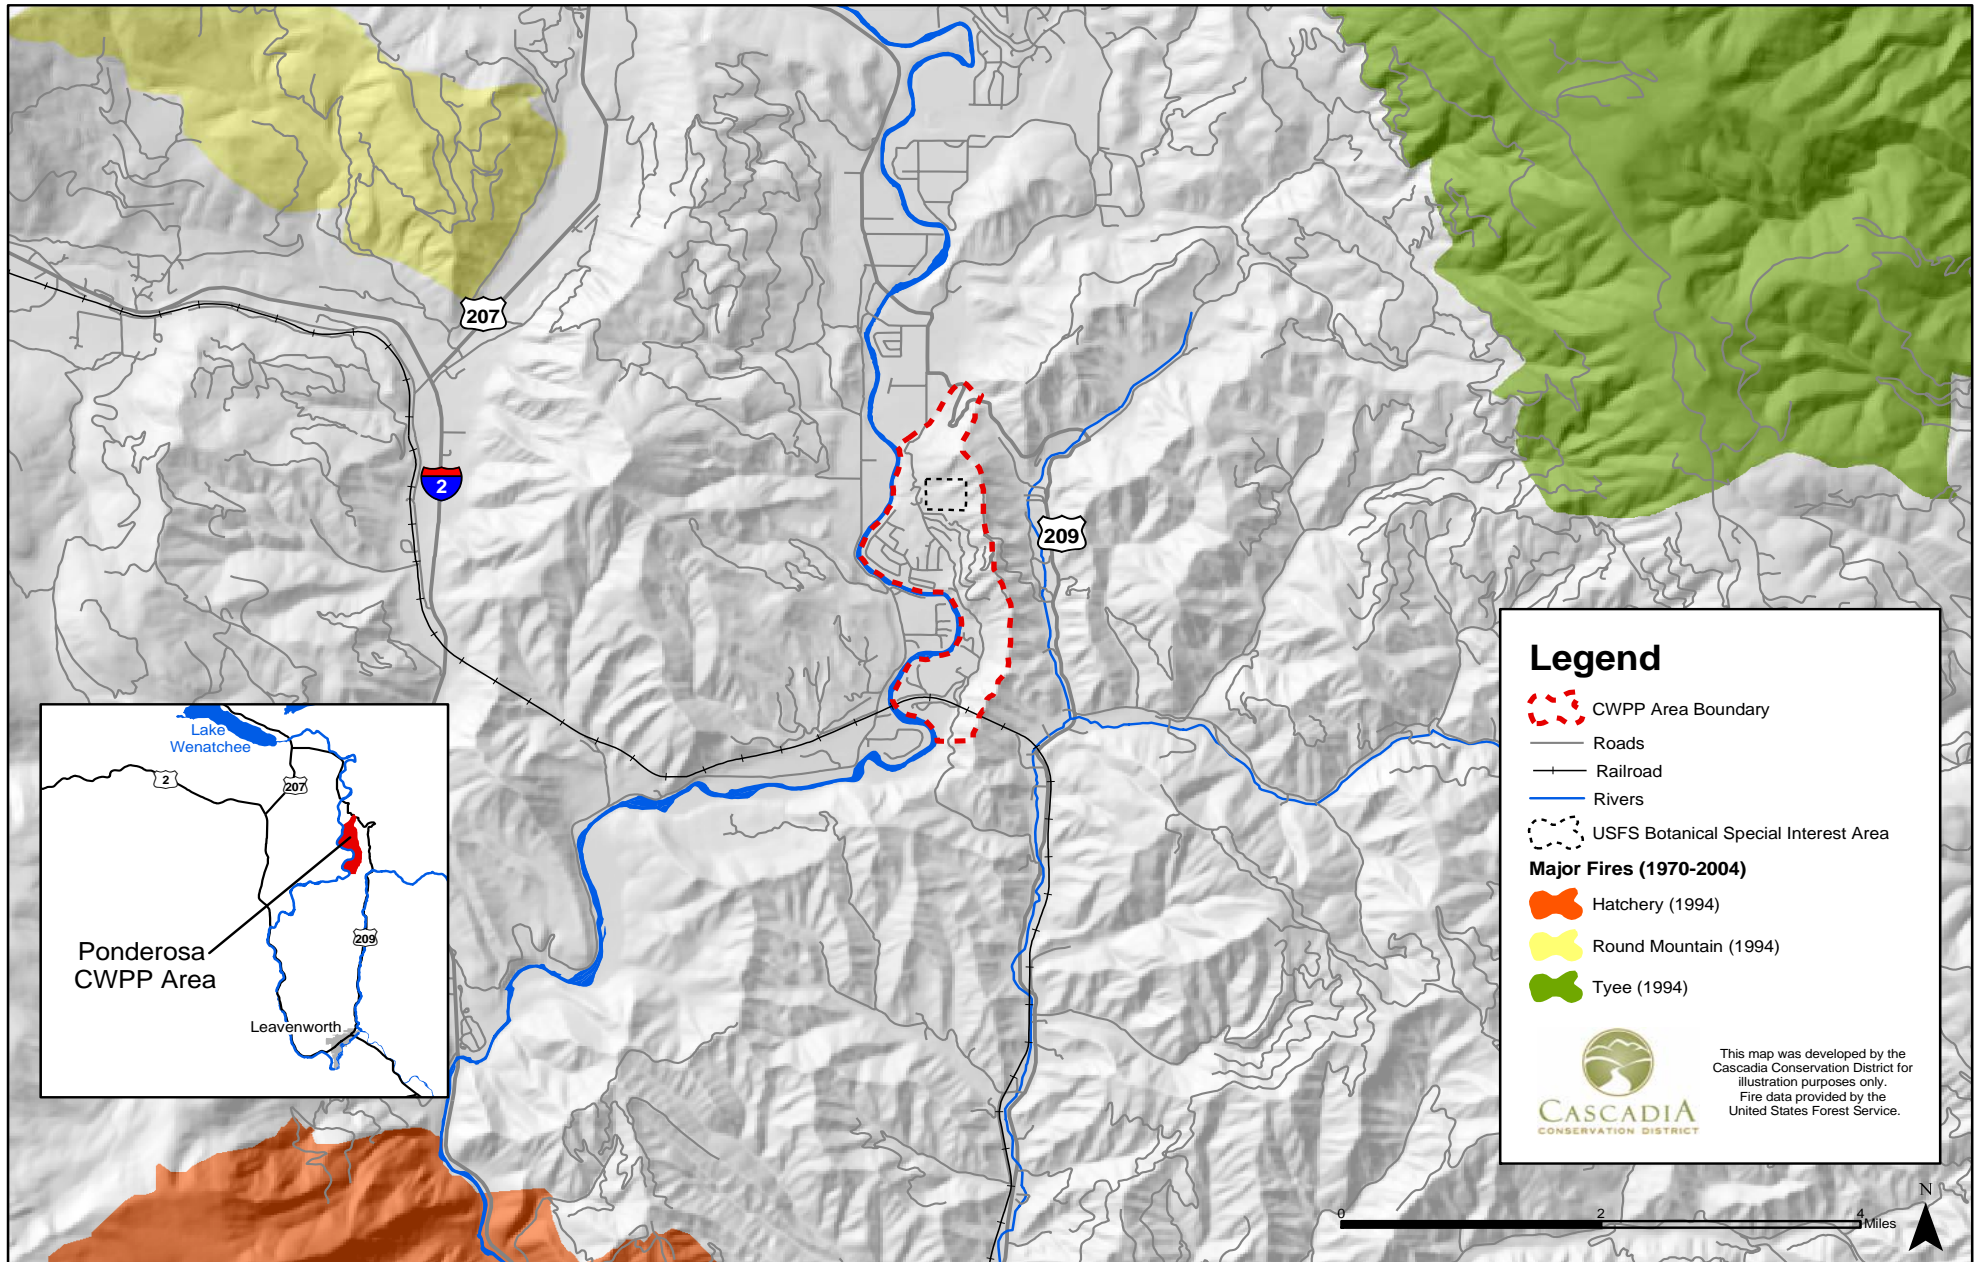 207
2
209
Lake
Wenatchee
2
207
209
Ponderosa
CWPP Area
Leavenworth
Legend
CWPP Area Boundary
Roads
Railroad
Rivers
USFS Botanical Special Interest Area
Major Fires (1970-2004)
Hatchery (1994)
Round Mountain (1994)
Tyee (1994)
CASCADIA
CONSERVATION DISTRICT
This map was developed by the
Cascadia Conservation District for
illustration purposes only.
Fire data provided by the
United States Forest Service.
0 2 4
Miles
N